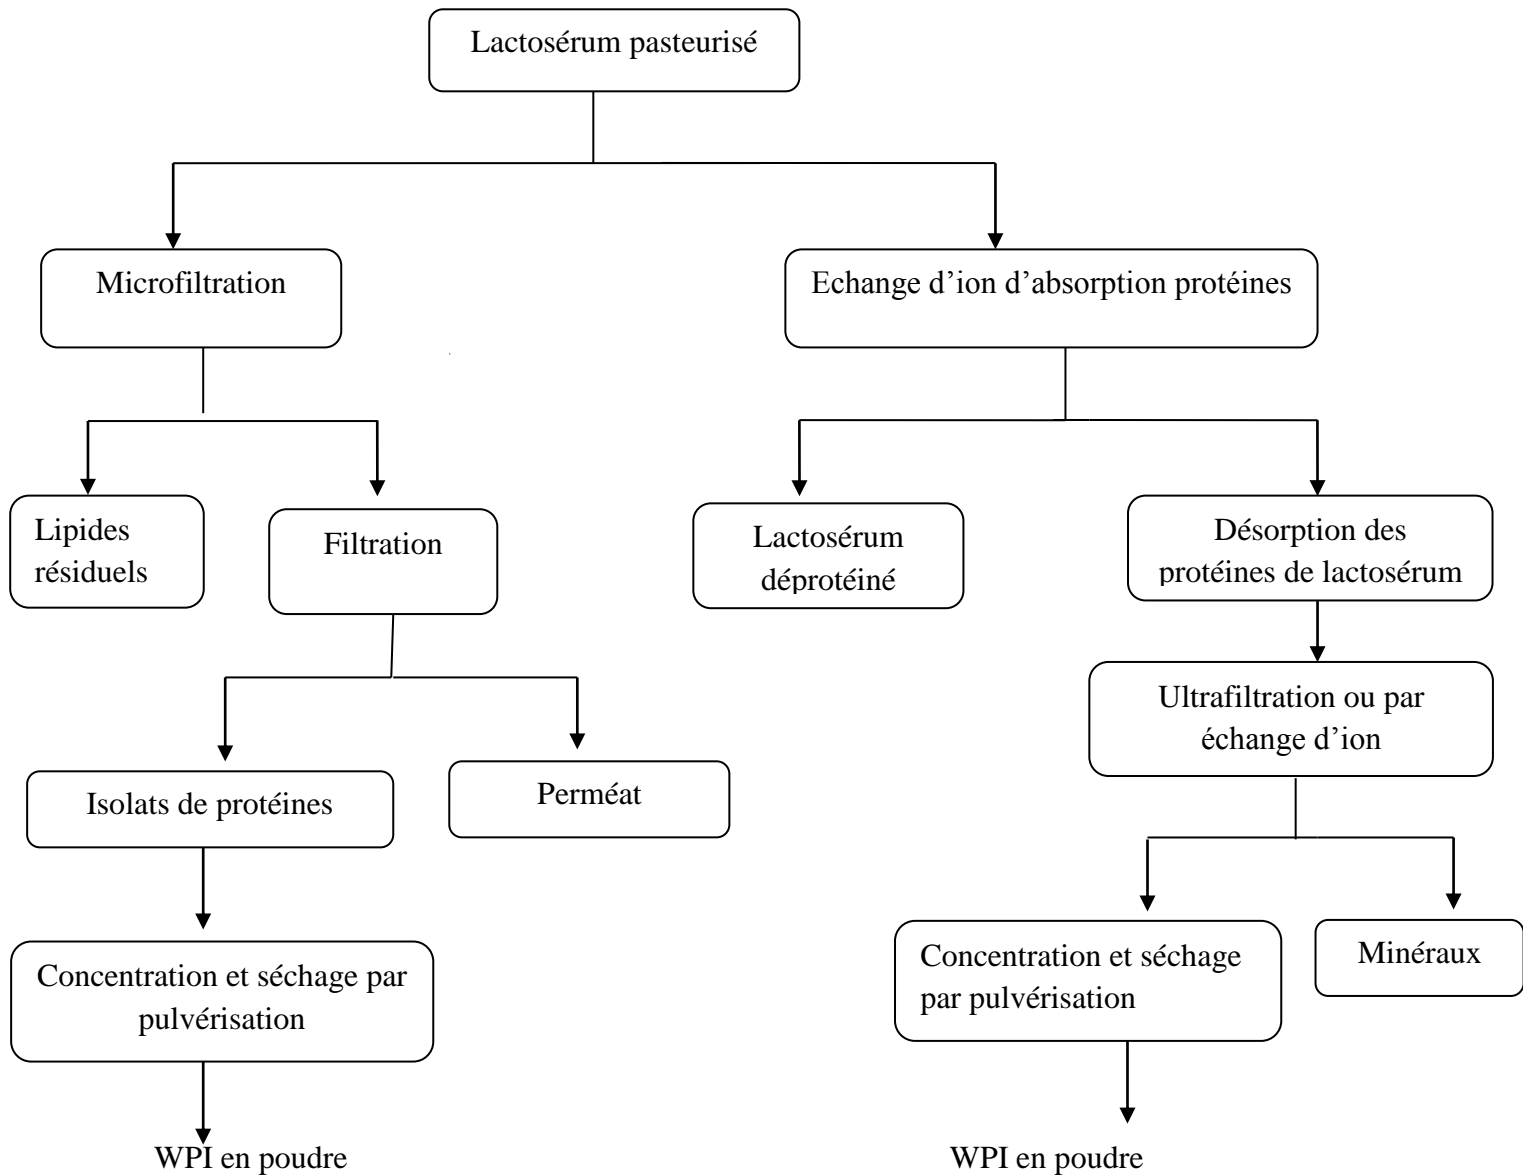 Lactosérum pasteurisé
Microfiltration
Echange d’ion d’absorption protéines
Lipides
résiduels
Filtration
Lactosérum
déprotéiné
Désorption des
protéines de lactosérum
Ultrafiltration ou par
échange d’ion
Isolats de protéines
Perméat
Concentration et séchage par
pulvérisation
Concentration et séchage
par pulvérisation
Minéraux
WPI en poudre
WPI en poudre